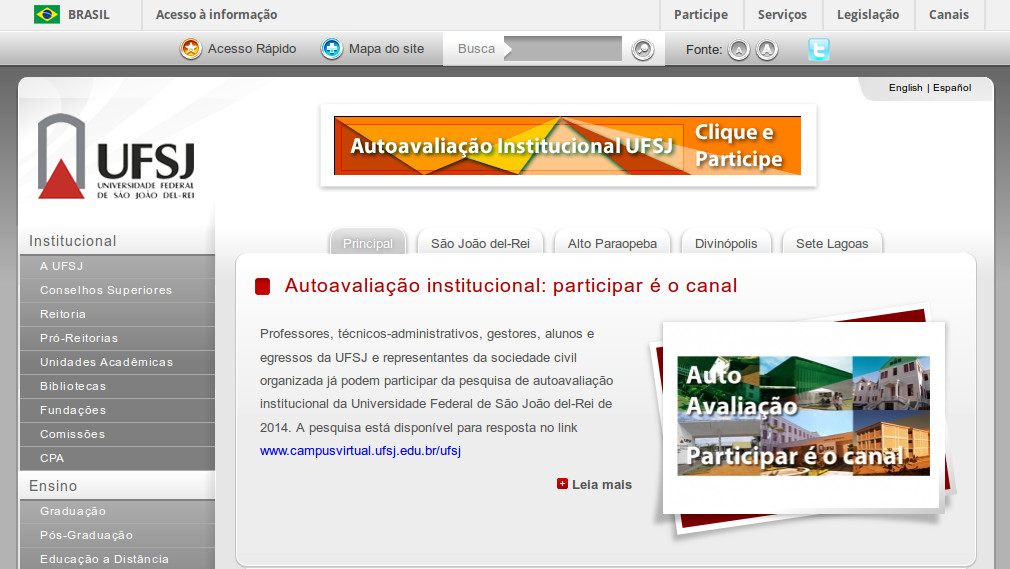 BRASIL
Acesso à informação
Participe
Serviços
Legislação
Canais
Acesso Rápido
Mapa do site
Busca
Fonte:
A
A
English | Español
UFSJ
UNIVERSIDADE FEDERAL
DE SÃO JOÃO DEL-REI
Autoavaliação Institucional UFSJ
Clique e
Participe
Institucional
A UFSJ
Conselhos Superiores
Reitoria
Pró-Reitorias
Unidades Acadêmicas
Bibliotecas
Fundações
Comissões
CPA
Ensino
Graduação
Pós-Graduação
Educação a Distância
Principal
São João del-Rei
Alto Paraopeba
Divinópolis
Sete Lagoas
Autoavaliação institucional: participar é o canal
Professores, técnicos-administrativos, gestores, alunos e
egressos da UFSJ e representantes da sociedade civil
organizada já podem participar da pesquisa de autoavaliação
institucional da Universidade Federal de São João del-Rei de
2014. A pesquisa está disponível para resposta no link
www.campusvirtual.ufsj.edu.br/ufsj
Leia mais
Auto
Avaliação
Participar é o canal